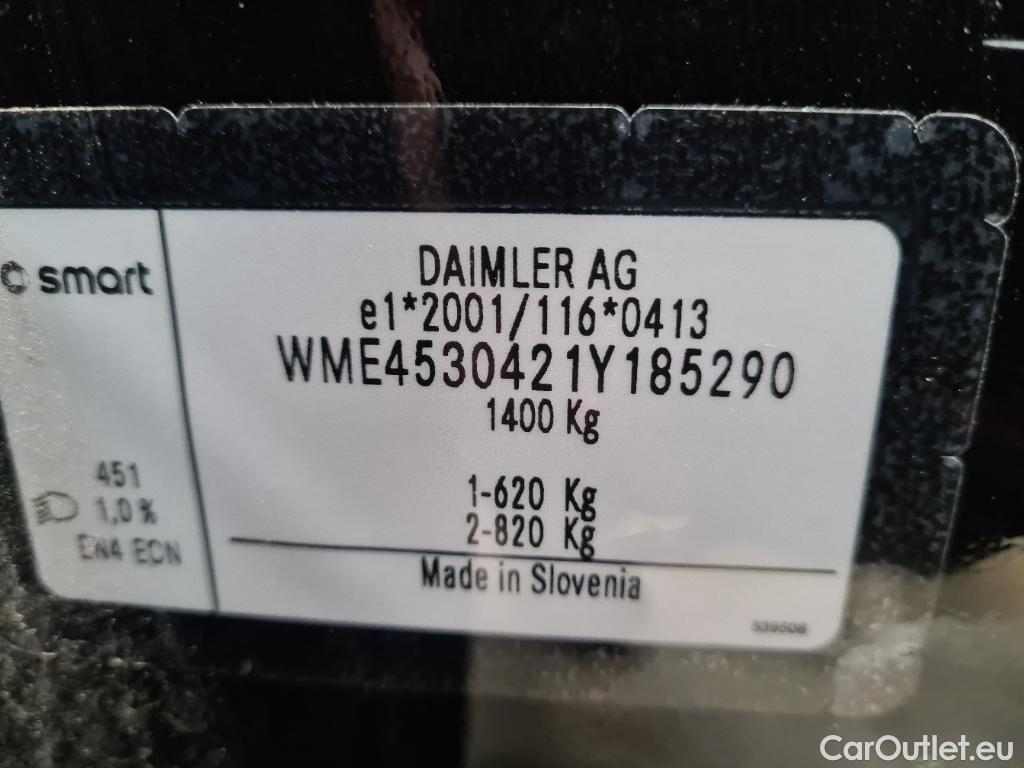 smart
451
1,0%
EN4 ECN
DAIMLER AG
e1*2001/116*0413
WME4530421Y185290
1400 Kg
1-620 Kg
2-820 Kg
Made in Slovenia
539508
CarOutlet.eu